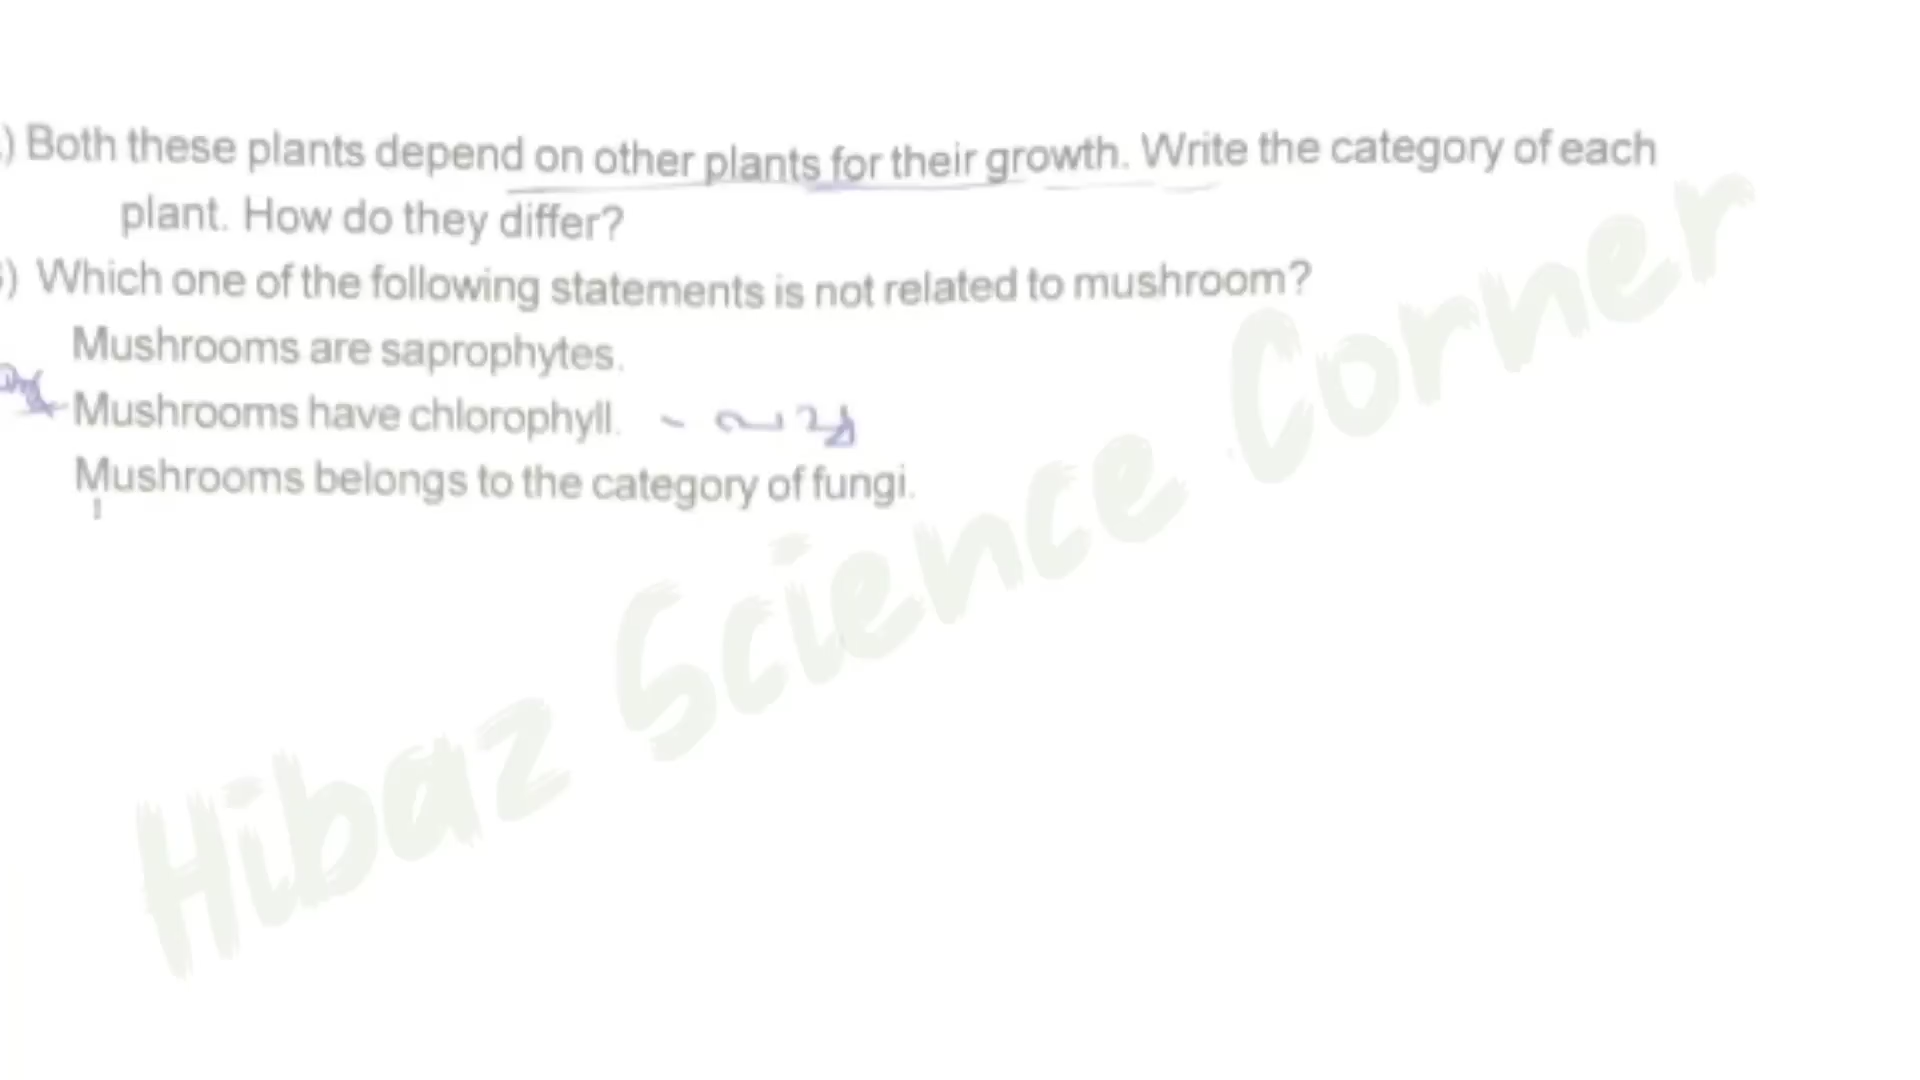 ) Both these plants depend on other plants for their growth. Write the category of each
plant. How do they differ?
) Which one of the following statements is not related to mushroom?
Mushrooms are saprophytes.
Mushrooms have chlorophyll.
Mushrooms belongs to the category of fungi.
Hibaz Science Corner